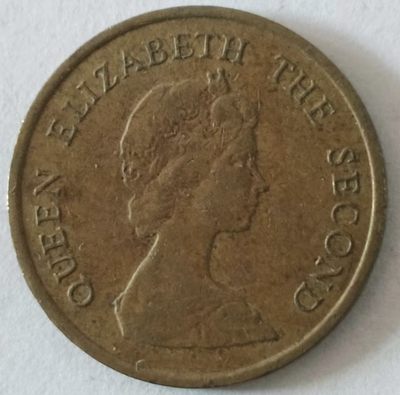 QUEEN ELIZABETH THE SECOND